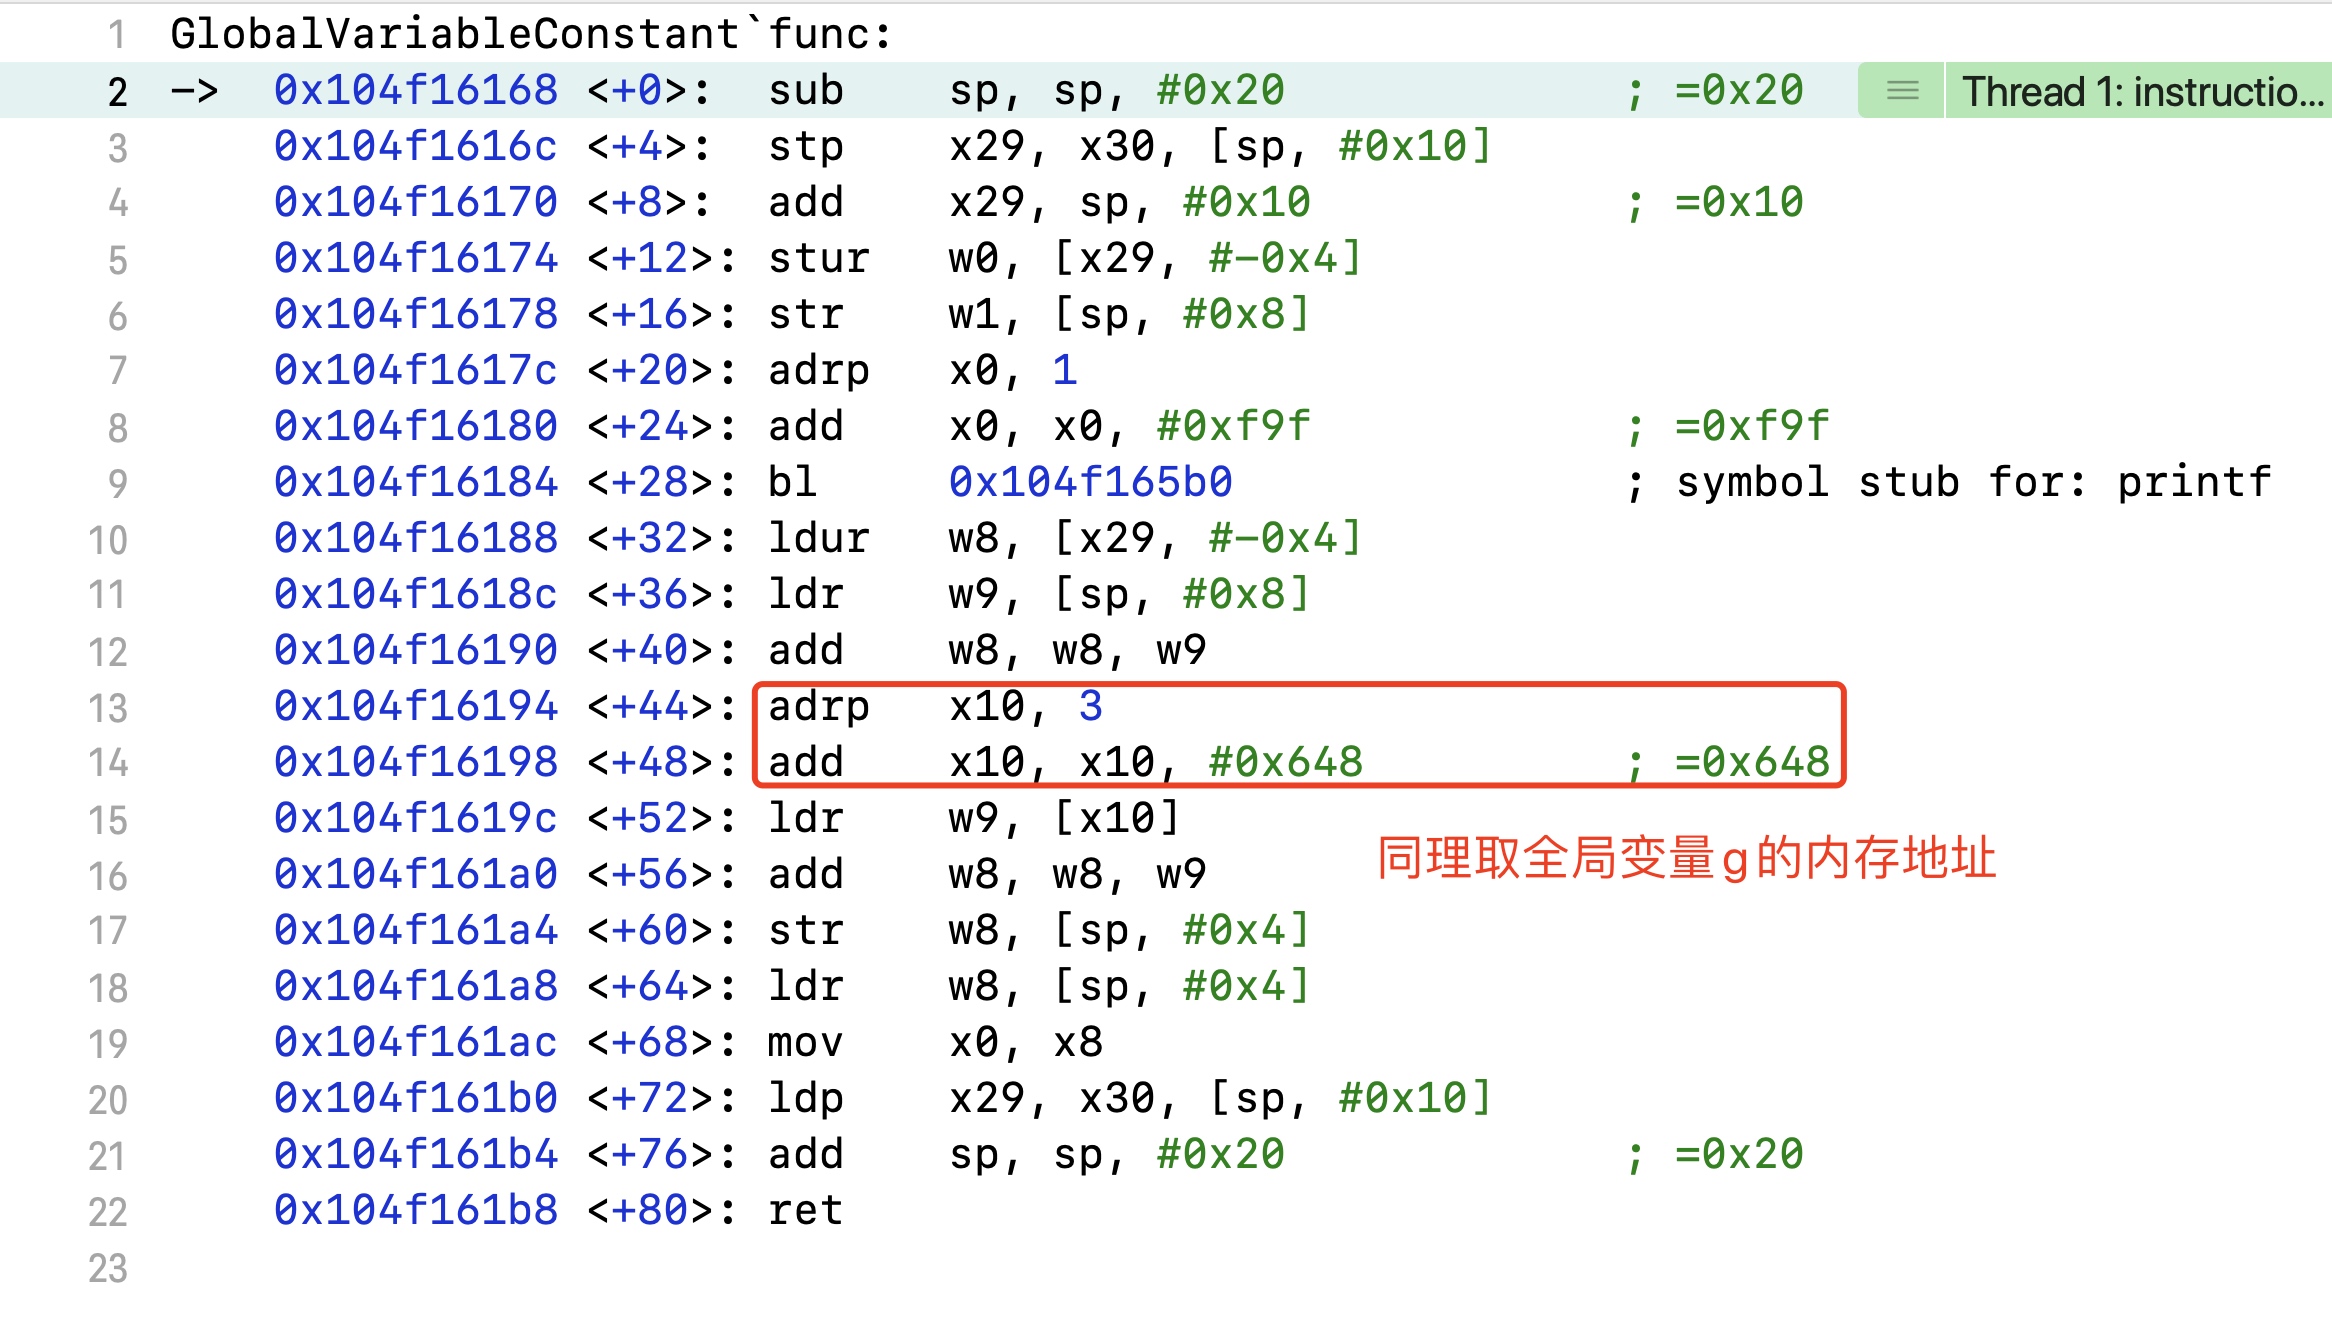 1 GlobalVariableConstant`func:
2 -> 0x104f16168 <+0>: sub sp, sp, #0x20 ; =0x20 Thread 1: instructio...
3 0x104f1616c <+4>: stp x29, x30, [sp, #0x10]
4 0x104f16170 <+8>: add x29, sp, #0x10 ; =0x10
5 0x104f16174 <+12>: stur w0, [x29, #-0x4]
6 0x104f16178 <+16>: str w1, [sp, #0x8]
7 0x104f1617c <+20>: adrp x0, 1
8 0x104f16180 <+24>: add x0, x0, #0xf9f ; =0xf9f
9 0x104f16184 <+28>: bl 0x104f165b0 ; symbol stub for: printf
10 0x104f16188 <+32>: ldur w8, [x29, #-0x4]
11 0x104f1618c <+36>: ldr w9, [sp, #0x8]
12 0x104f16190 <+40>: add w8, w8, w9
13 0x104f16194 <+44>: adrp x10, 3
14 0x104f16198 <+48>: add x10, x10, #0x648 ; =0x648
15 0x104f1619c <+52>: ldr w9, [x10]
同理取全局变量g的内存地址
16 0x104f161a0 <+56>: add w8, w8, w9
17 0x104f161a4 <+60>: str w8, [sp, #0x4]
18 0x104f161a8 <+64>: ldr w8, [sp, #0x4]
19 0x104f161ac <+68>: mov x0, x8
20 0x104f161b0 <+72>: ldp x29, x30, [sp, #0x10]
21 0x104f161b4 <+76>: add sp, sp, #0x20 ; =0x20
22 0x104f161b8 <+80>: ret
23